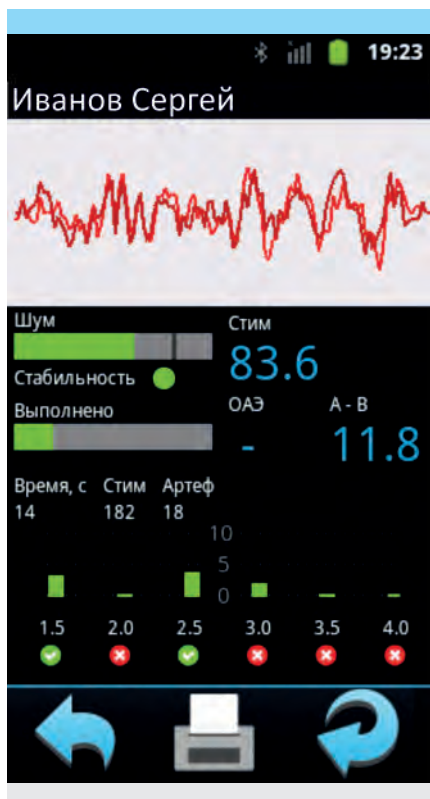 19:23
Иванов Сергей
Шум
Стим
83.6
Стабильность
Выполнено
ОАЭ
А - В
-
11.8
Время, с
Стим
Артеф
14
182
18
10
5
0
1.5
2.0
2.5
3.0
3.5
4.0